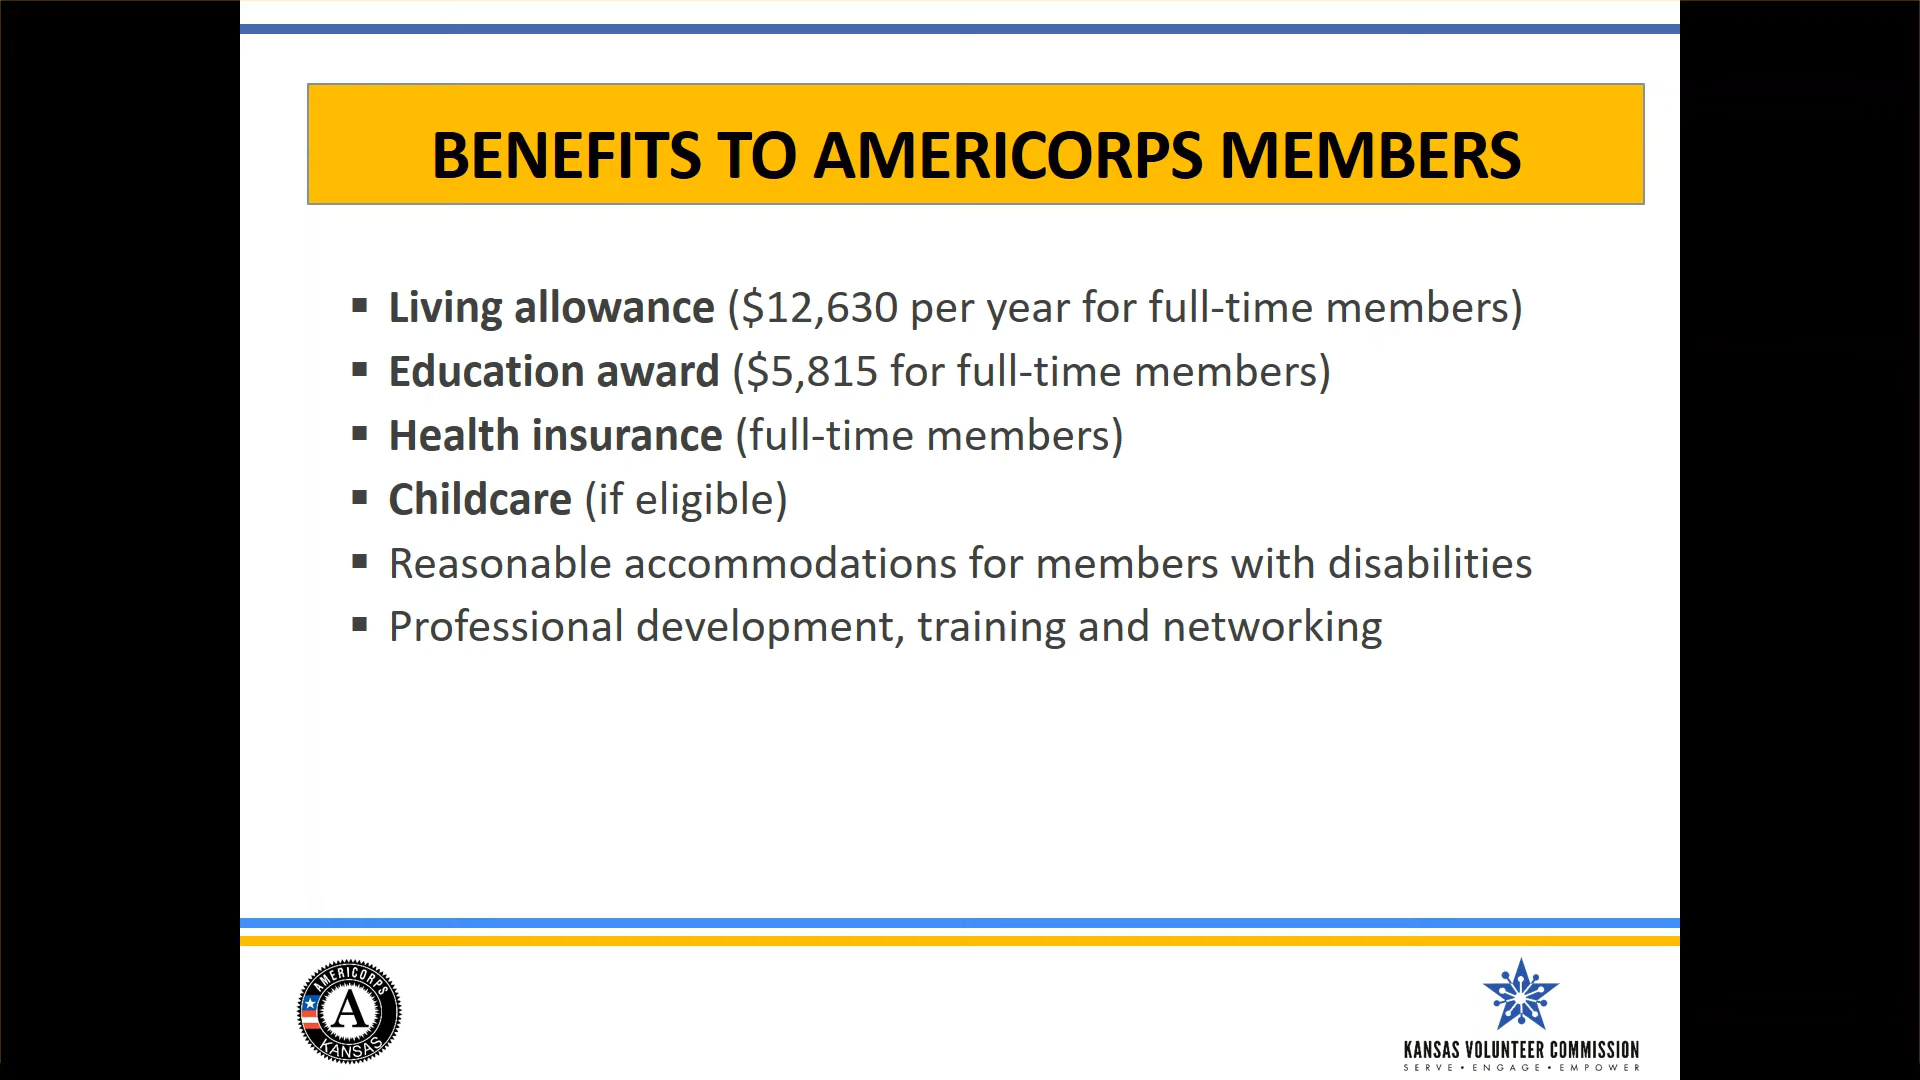 BENEFITS TO AMERICORPS MEMBERS
▪ Living allowance ($12,630 per year for full-time members)
▪ Education award ($5,815 for full-time members)
▪ Health insurance (full-time members)
▪ Childcare (if eligible)
▪ Reasonable accommodations for members with disabilities
▪ Professional development, training and networking
AMERICORPS
A
KANSAS
KANSAS VOLUNTEER COMMISSION
SERVE • ENGAGE • EMPOWER